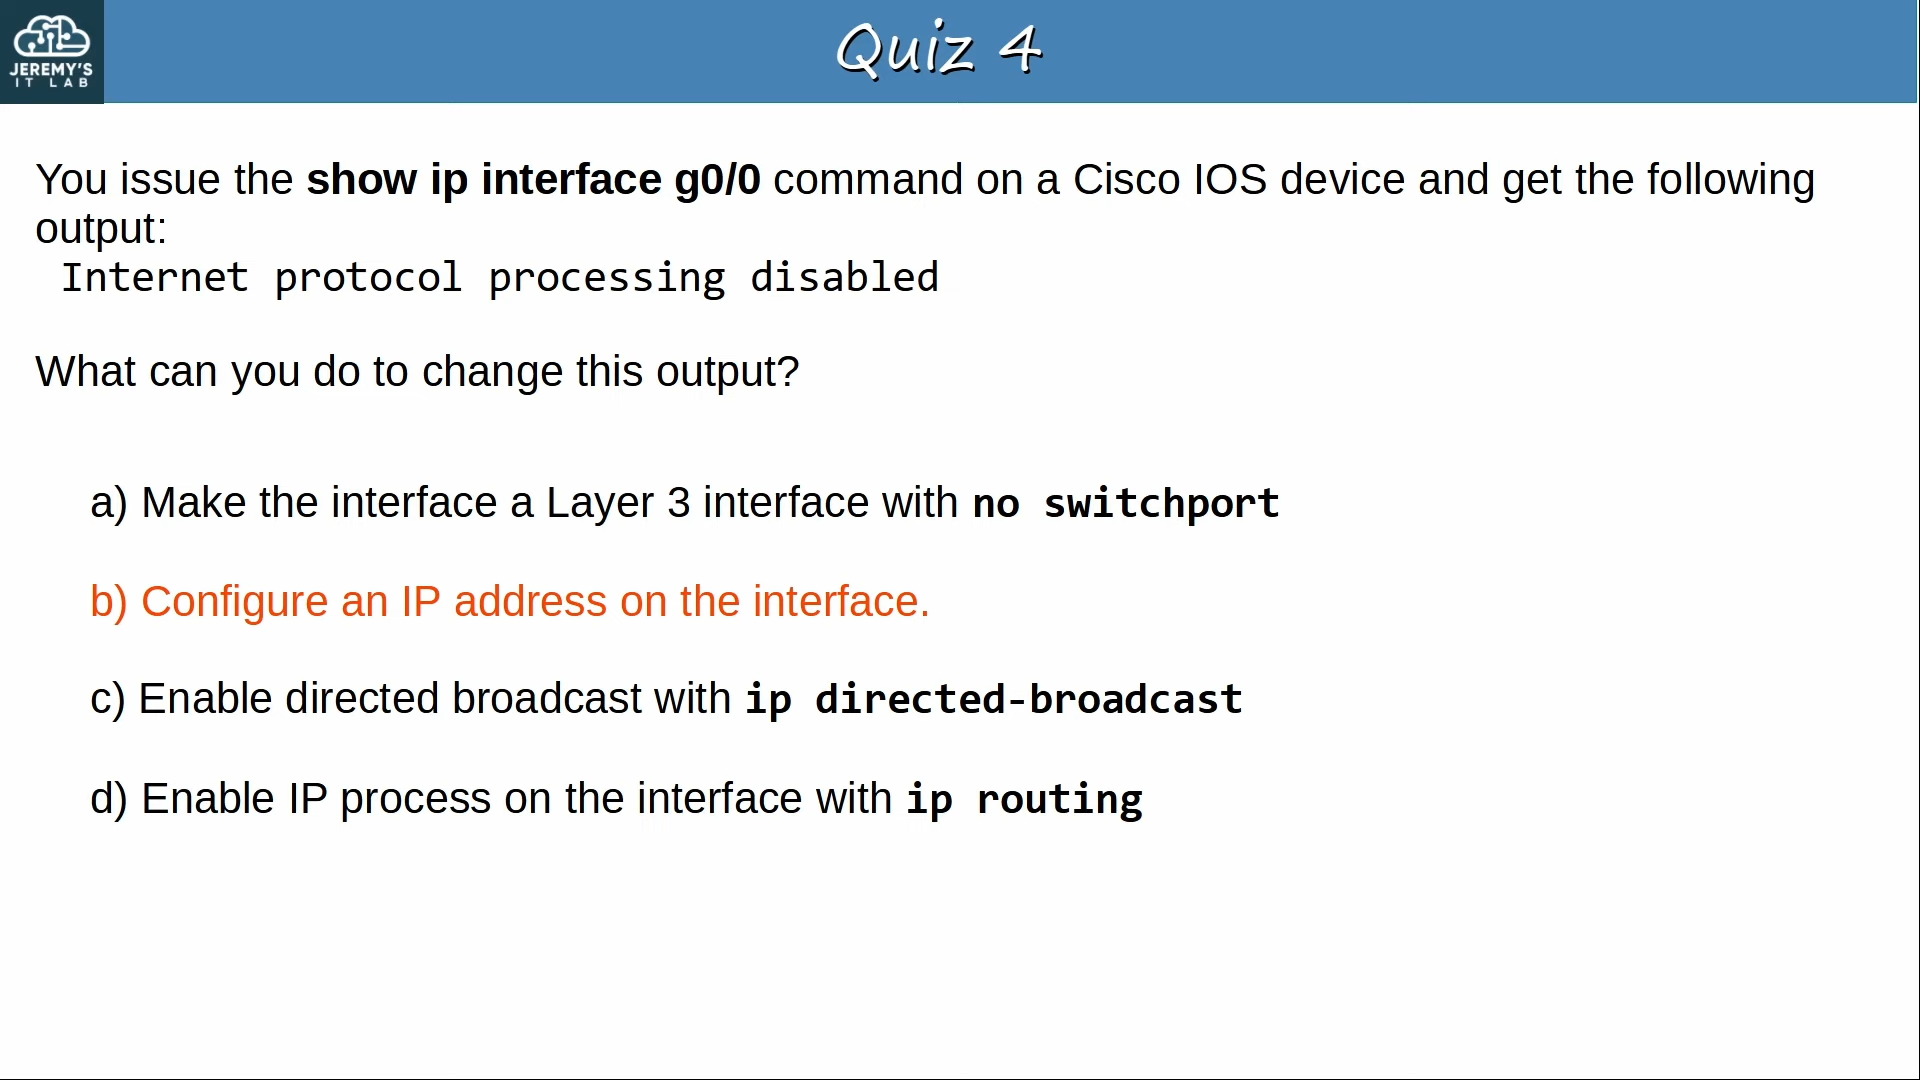 JEREMY'S
IT LAB
Quiz 4
You issue the show ip interface g0/0 command on a Cisco IOS device and get the following
output:
Internet protocol processing disabled
What can you do to change this output?
a) Make the interface a Layer 3 interface with no switchport
b) Configure an IP address on the interface.
c) Enable directed broadcast with ip directed-broadcast
d) Enable IP process on the interface with ip routing